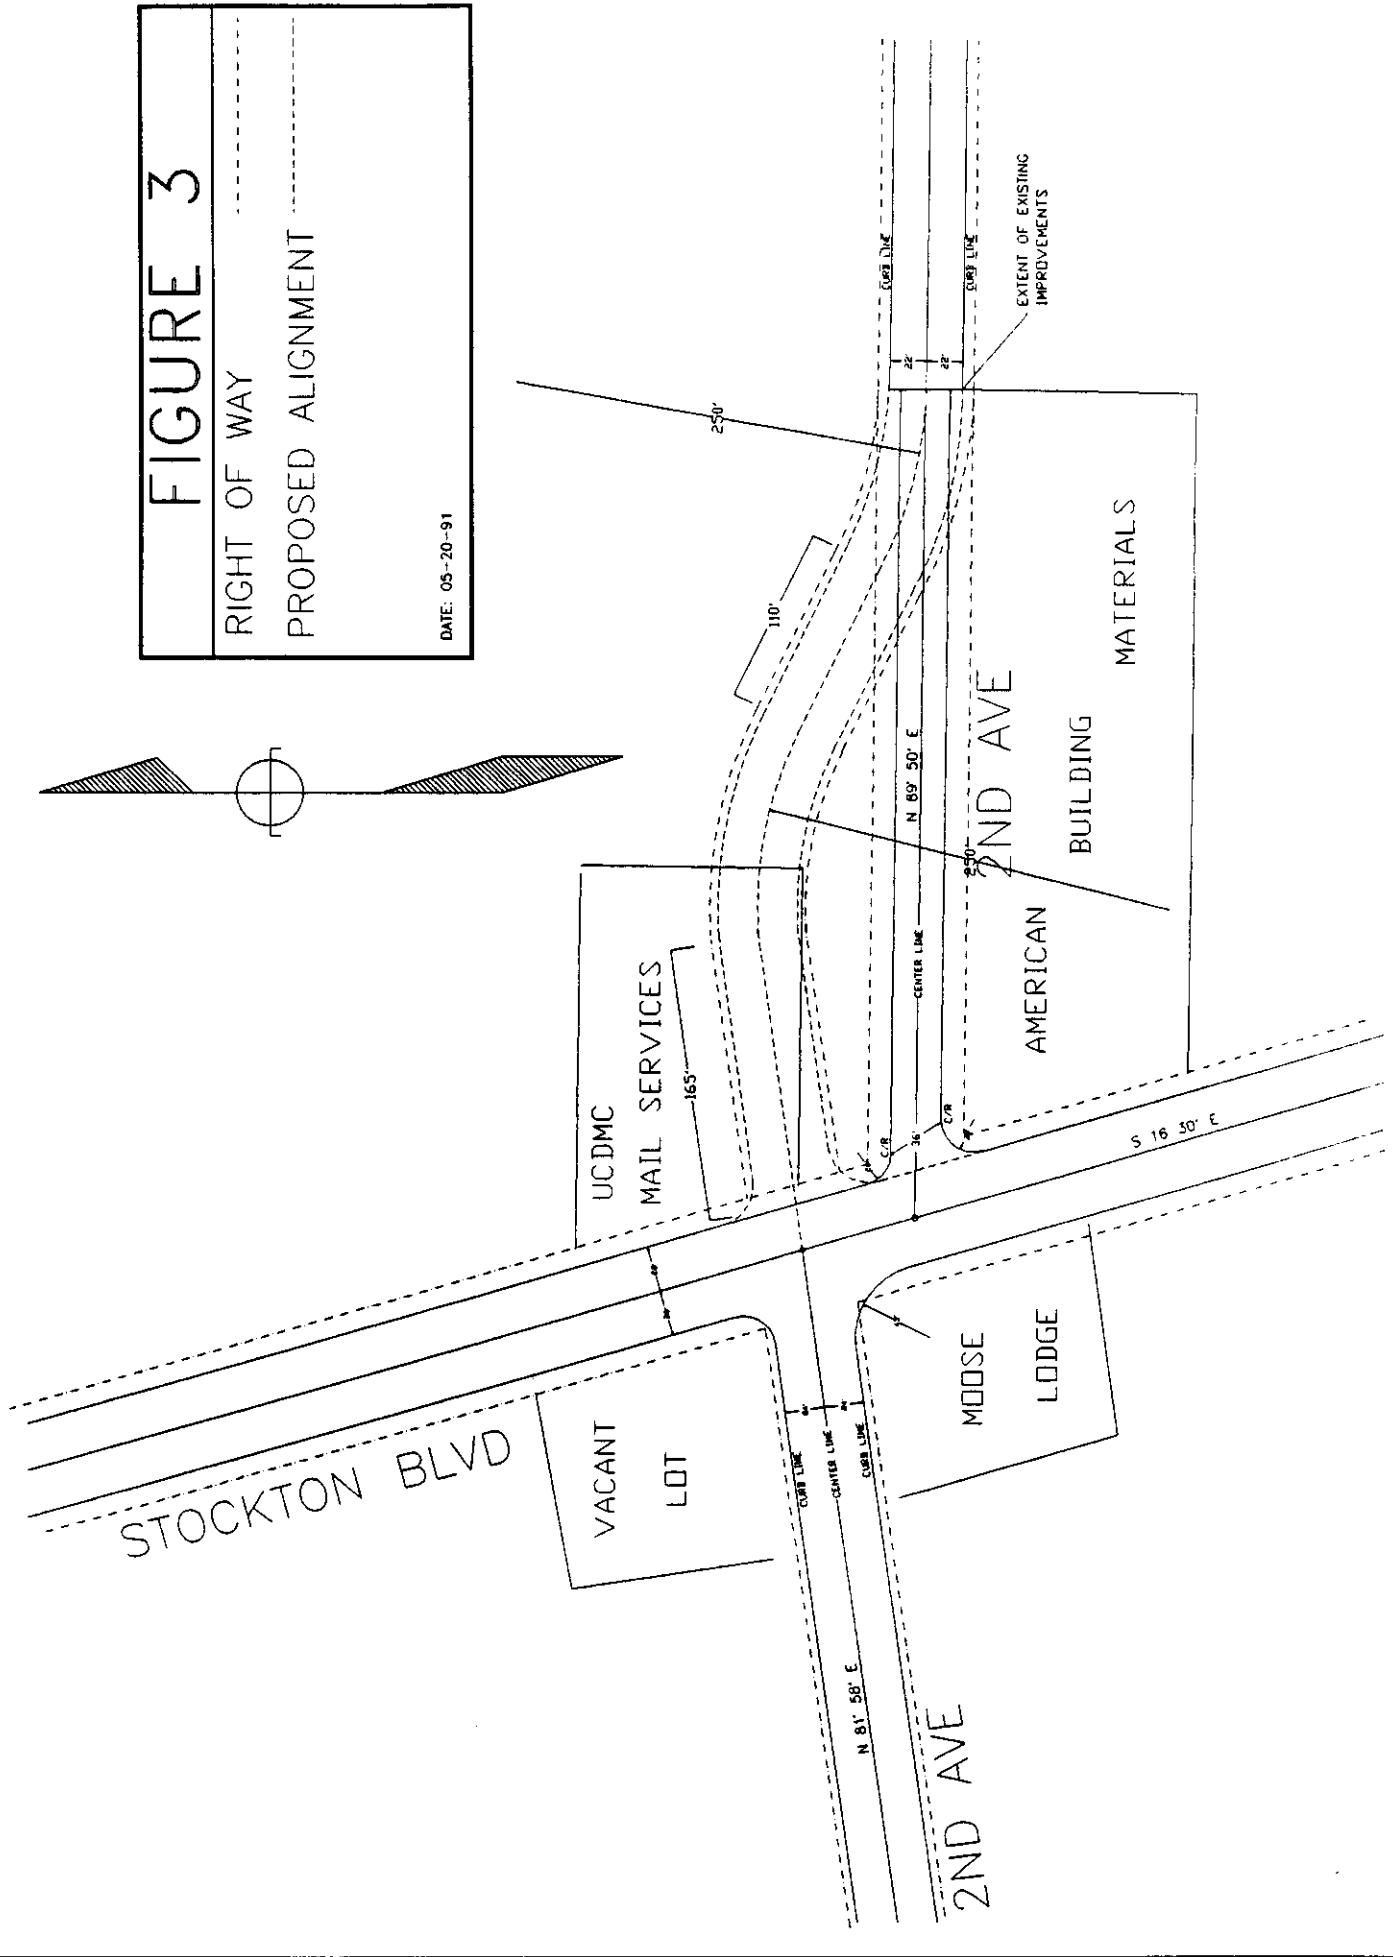 FIGURE 3
RIGHT OF WAY
PROPOSED ALIGNMENT
DATE: 05-20-91
STOCKTON BLVD
VACANT
LOT
UCDMC
MAIL SERVICES
165'
110'
250'
CURB LINE
CURB LINE
22'
22'
EXTENT OF EXISTING
IMPROVEMENTS
N 89° 50' E
2ND AVE
250'
CENTER LINE
C/R
C/R
36'
AMERICAN
BUILDING
MATERIALS
S 16 30' E
MOOSE
LODGE
CURB LINE
CENTER LINE
CURB LINE
N 81° 58' E
2ND AVE